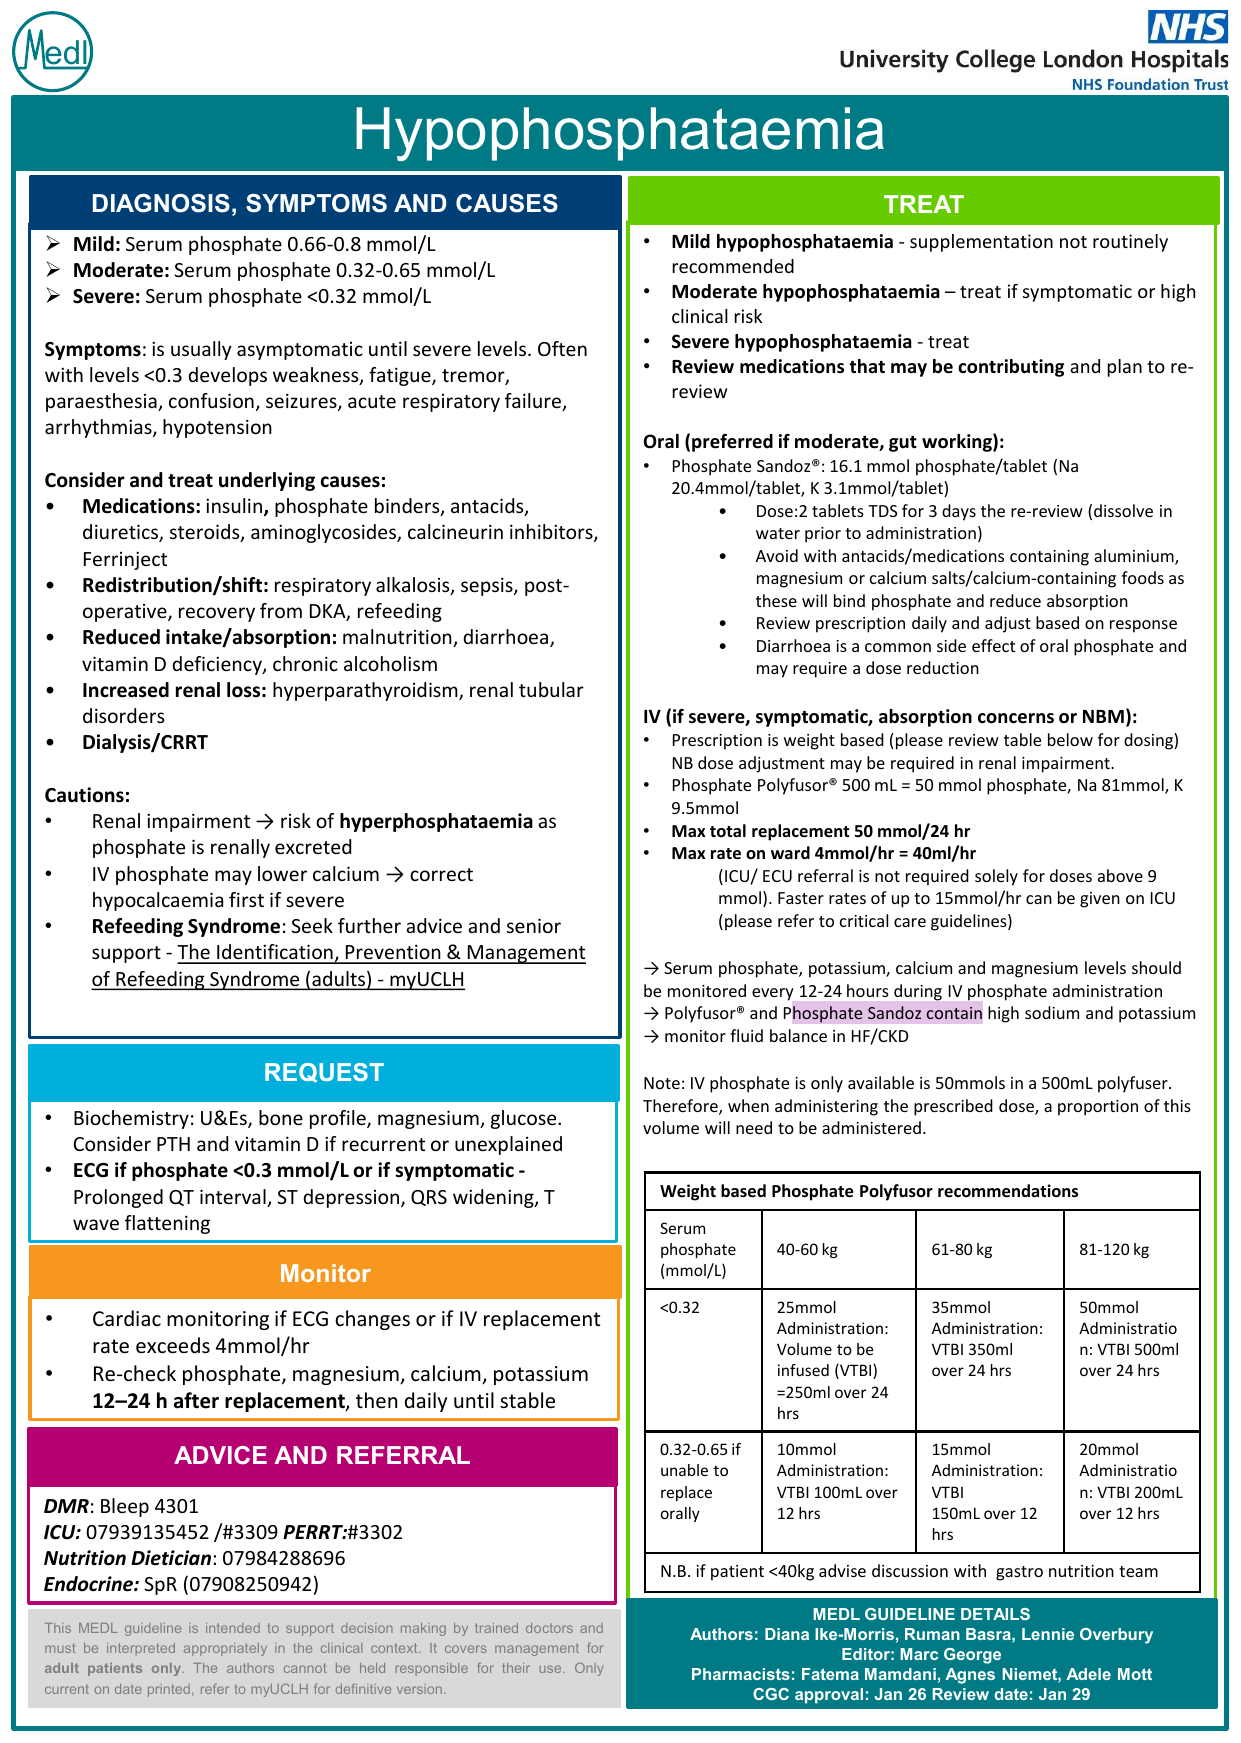 Medl
NHS
University College London Hospitals
NHS Foundation Trust
Hypophosphataemia
DIAGNOSIS, SYMPTOMS AND CAUSES
➢ Mild: Serum phosphate 0.66-0.8 mmol/L
➢ Moderate: Serum phosphate 0.32-0.65 mmol/L
➢ Severe: Serum phosphate <0.32 mmol/L
Symptoms: is usually asymptomatic until severe levels. Often
with levels <0.3 develops weakness, fatigue, tremor,
paraesthesia, confusion, seizures, acute respiratory failure,
arrhythmias, hypotension
Consider and treat underlying causes:
• Medications: insulin, phosphate binders, antacids,
diuretics, steroids, aminoglycosides, calcineurin inhibitors,
Ferrinject
• Redistribution/shift: respiratory alkalosis, sepsis, post-
operative, recovery from DKA, refeeding
• Reduced intake/absorption: malnutrition, diarrhoea,
vitamin D deficiency, chronic alcoholism
• Increased renal loss: hyperparathyroidism, renal tubular
disorders
• Dialysis/CRRT
Cautions:
• Renal impairment → risk of hyperphosphataemia as
phosphate is renally excreted
• IV phosphate may lower calcium → correct
hypocalcaemia first if severe
• Refeeding Syndrome: Seek further advice and senior
support - The Identification, Prevention & Management
of Refeeding Syndrome (adults) - myUCLH
REQUEST
• Biochemistry: U&Es, bone profile, magnesium, glucose.
Consider PTH and vitamin D if recurrent or unexplained
• ECG if phosphate <0.3 mmol/L or if symptomatic -
Prolonged QT interval, ST depression, QRS widening, T
wave flattening
Monitor
• Cardiac monitoring if ECG changes or if IV replacement
rate exceeds 4mmol/hr
• Re-check phosphate, magnesium, calcium, potassium
12–24 h after replacement, then daily until stable
ADVICE AND REFERRAL
DMR: Bleep 4301
ICU: 07939135452 /#3309 PERRT:#3302
Nutrition Dietician: 07984288696
Endocrine: SpR (07908250942)
This MEDL guideline is intended to support decision making by trained doctors and
must be interpreted appropriately in the clinical context. It covers management for
adult patients only. The authors cannot be held responsible for their use. Only
current on date printed, refer to myUCLH for definitive version.
TREAT
• Mild hypophosphataemia - supplementation not routinely
recommended
• Moderate hypophosphataemia – treat if symptomatic or high
clinical risk
• Severe hypophosphataemia - treat
• Review medications that may be contributing and plan to re-
review
Oral (preferred if moderate, gut working):
• Phosphate Sandoz®: 16.1 mmol phosphate/tablet (Na
20.4mmol/tablet, K 3.1mmol/tablet)
• Dose:2 tablets TDS for 3 days the re-review (dissolve in
water prior to administration)
• Avoid with antacids/medications containing aluminium,
magnesium or calcium salts/calcium-containing foods as
these will bind phosphate and reduce absorption
• Review prescription daily and adjust based on response
• Diarrhoea is a common side effect of oral phosphate and
may require a dose reduction
IV (if severe, symptomatic, absorption concerns or NBM):
• Prescription is weight based (please review table below for dosing)
NB dose adjustment may be required in renal impairment.
• Phosphate Polyfusor® 500 mL = 50 mmol phosphate, Na 81mmol, K
9.5mmol
• Max total replacement 50 mmol/24 hr
• Max rate on ward 4mmol/hr = 40ml/hr
(ICU/ ECU referral is not required solely for doses above 9
mmol). Faster rates of up to 15mmol/hr can be given on ICU
(please refer to critical care guidelines)
→ Serum phosphate, potassium, calcium and magnesium levels should
be monitored every 12-24 hours during IV phosphate administration
→ Polyfusor® and Phosphate Sandoz contain high sodium and potassium
→ monitor fluid balance in HF/CKD
Note: IV phosphate is only available is 50mmols in a 500mL polyfuser.
Therefore, when administering the prescribed dose, a proportion of this
volume will need to be administered.
Weight based Phosphate Polyfusor recommendations
Serum
phosphate
(mmol/L)
40-60 kg
61-80 kg
81-120 kg
<0.32
25mmol
Administration:
Volume to be
infused (VTBI)
=250ml over 24
hrs
35mmol
Administration:
VTBI 350ml
over 24 hrs
50mmol
Administratio
n: VTBI 500ml
over 24 hrs
0.32-0.65 if
unable to
replace
orally
10mmol
Administration:
VTBI 100mL over
12 hrs
15mmol
Administration:
VTBI
150mL over 12
hrs
20mmol
Administratio
n: VTBI 200mL
over 12 hrs
N.B. if patient <40kg advise discussion with gastro nutrition team
MEDL GUIDELINE DETAILS
Authors: Diana Ike-Morris, Ruman Basra, Lennie Overbury
Editor: Marc George
Pharmacists: Fatema Mamdani, Agnes Niemet, Adele Mott
CGC approval: Jan 26 Review date: Jan 29